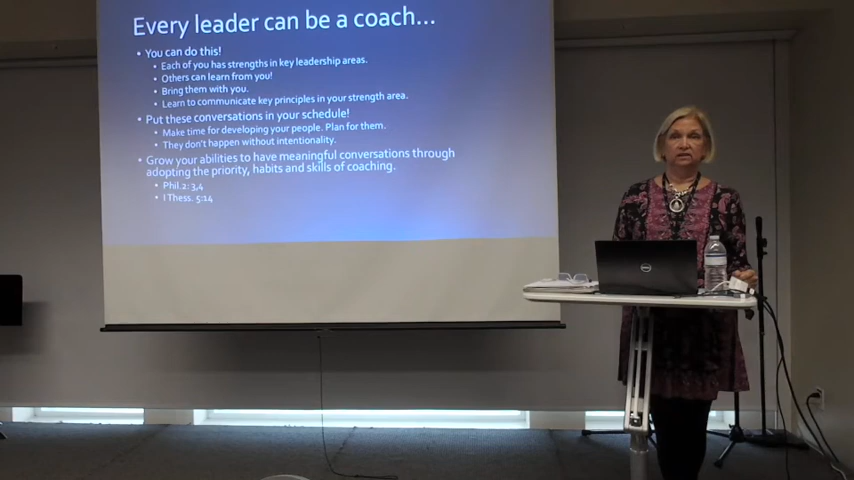 Every leader can be a coach...
• You can do this!
• Each of you has strengths in key leadership areas.
• Others can learn from you!
• Bring them with you.
• Learn to communicate key principles in your strength area.
• Put these conversations in your schedule!
• Make time for developing your people. Plan for them.
• They don't happen without intentionality.
• Grow your abilities to have meaningful conversations through
adopting the priority, habits and skills of coaching.
• Phil.2: 3,4
• I Thess. 5:14
DELL